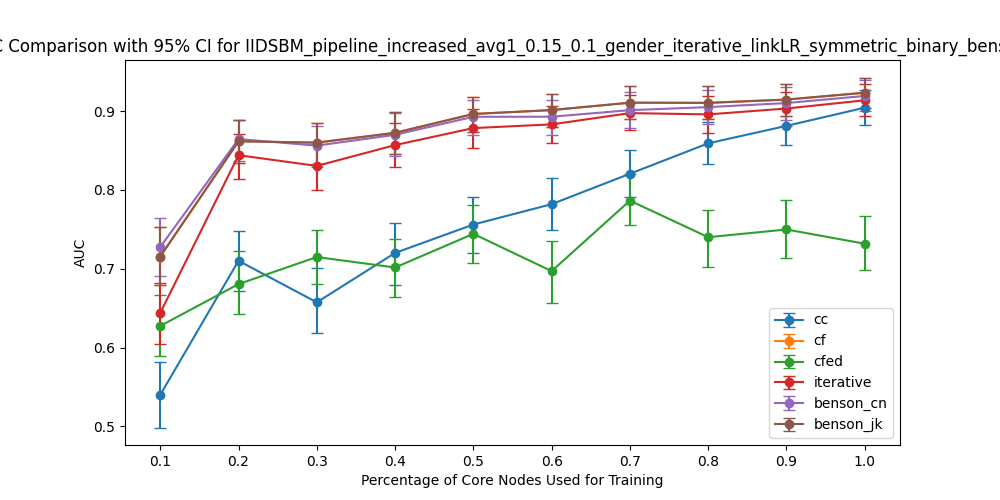 C Comparison with 95% CI for IIDSBM_pipeline_increased_avg1_0.15_0.1_gender_iterative_linkLR_symmetric_binary_bens
AUC
0.9
0.8
0.7
0.6
0.5
cc
cf
cfed
iterative
benson_cn
benson_jk
0.1 0.2 0.3 0.4 0.5 0.6 0.7 0.8 0.9 1.0
Percentage of Core Nodes Used for Training